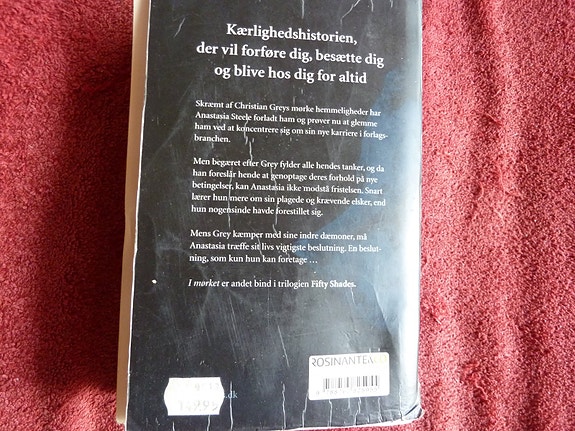 Kærlighedshistorien,
der vil forføre dig, besætte dig
og blive hos dig for altid
Skræmt af Christian Greys mørke hemmeligheder har
Anastasia Steele forladt ham og prøver nu at glemme
ham ved at koncentrere sig om sin nye karriere i forlags-
branchen.
Men begæret efter Grey fylder alle hendes tanker, og da
han foreslår hende at genoptage deres forhold på nye
betingelser, kan Anastasia ikke modstå fristelsen. Snart
lærer hun mere om sin plagede og krævende elsker, end
hun nogensinde havde forestillet sig.
Mens Grey kæmper med sine indre dæmoner, må
Anastasia træffe sit livs vigtigste beslutning. En beslut-
ning, som kun hun kan foretage …
I mørket er andet bind i trilogien Fifty Shades.
ROSINANTE&CO
.dk